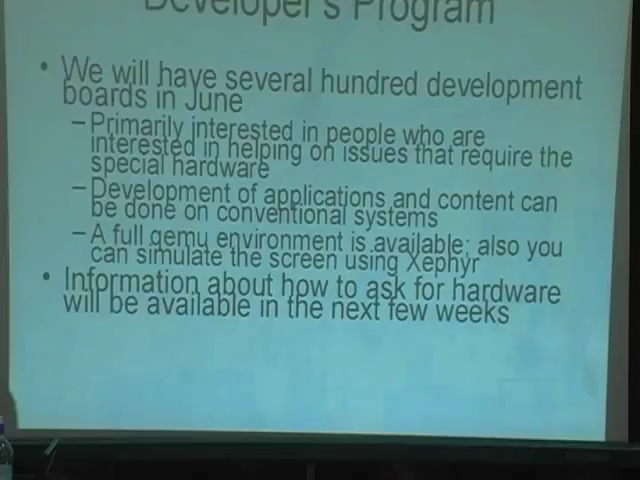 Developer's Program
• We will have several hundred development
boards in June
– Primarily interested in people who are
interested in helping on issues that require the
special hardware
– Development of applications and content can
be done on conventional systems
– A full qemu environment is available; also you
can simulate the screen using Xephyr
• Information about how to ask for hardware
will be available in the next few weeks